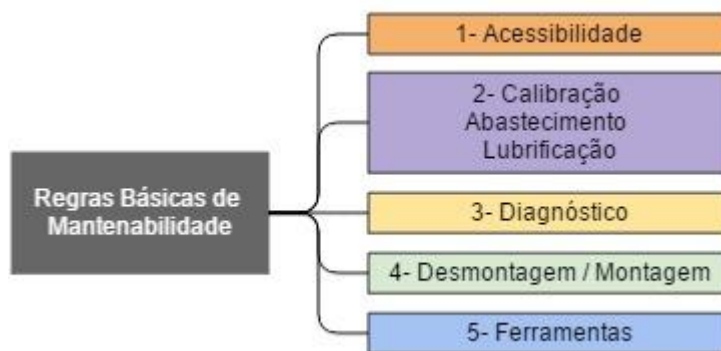 Regras Básicas de
Mantenabilidade
1- Acessibilidade
2- Calibração
Abastecimento
Lubrificação
3- Diagnóstico
4- Desmontagem / Montagem
5- Ferramentas